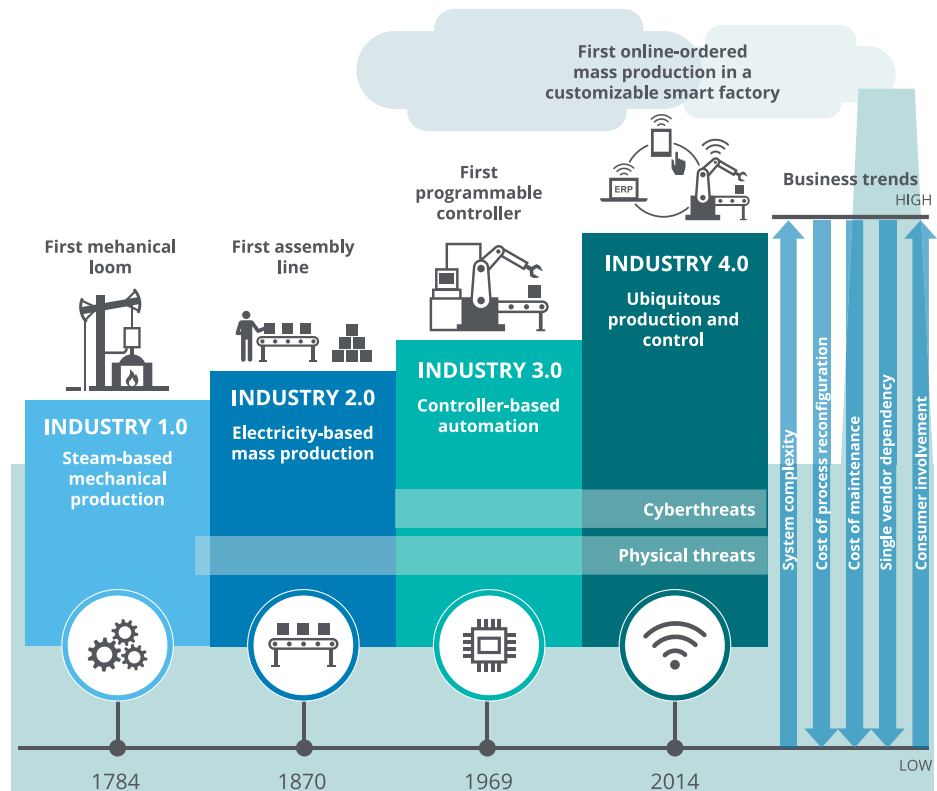 First online-ordered
mass production in a
customizable smart factory
First
programmable
controller
ERP
Business trends
HIGH
First mehanical
loom
First assembly
line
INDUSTRY 4.0
Ubiquitous
production and
control
INDUSTRY 3.0
Controller-based
automation
INDUSTRY 2.0
Electricity-based
mass production
INDUSTRY 1.0
Steam-based
mechanical
production
Cyberthreats
Physical threats
System complexity
Cost of process reconfiguration
Cost of maintenance
Single vendor dependency
Consumer involvement
LOW
1784
1870
1969
2014